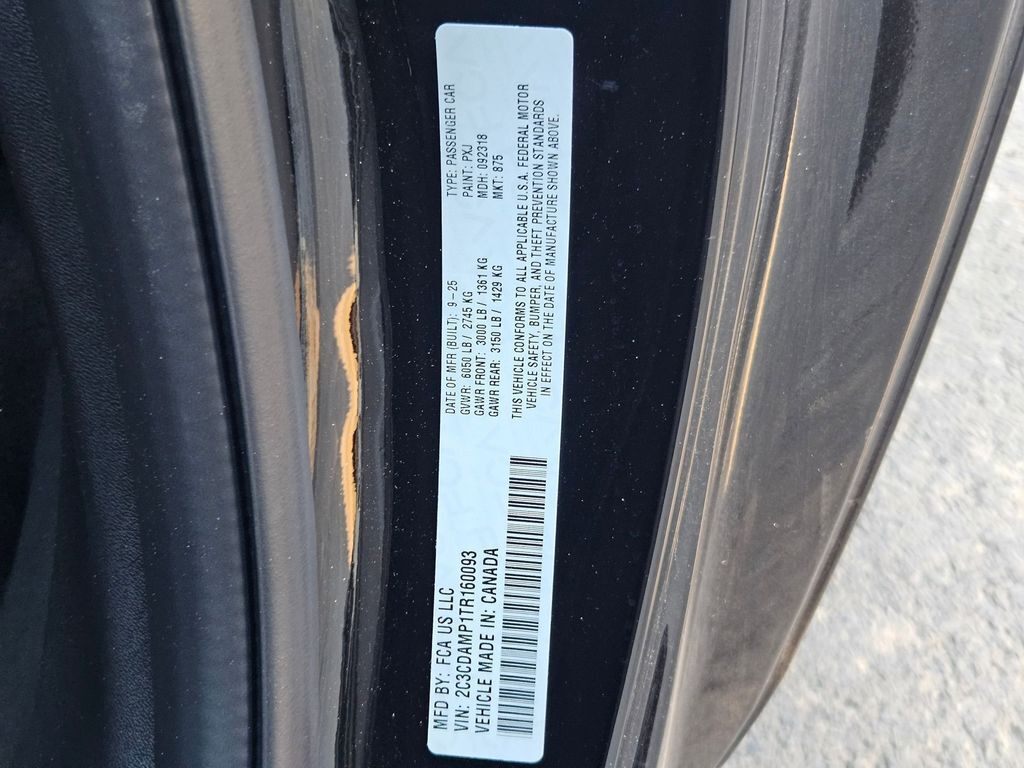 MFD BY: FCA US LLC
VIN: 2C3CDAMP1TR160093
VEHICLE MADE IN: CANADA
DATE OF MFR (BUILT): 9-25
GVWR: 6050 LB / 2745 KG
GAWR FRONT: 3000 LB / 1361 KG
GAWR REAR: 3150 LB / 1429 KG
TYPE: PASSENGER CAR
PAINT: PXJ
MDH: 092318
MKT: 875
THIS VEHICLE CONFORMS TO ALL APPLICABLE U.S.A. FEDERAL MOTOR
VEHICLE SAFETY, BUMPER, AND THEFT PREVENTION STANDARDS
IN EFFECT ON THE DATE OF MANUFACTURE SHOWN ABOVE.